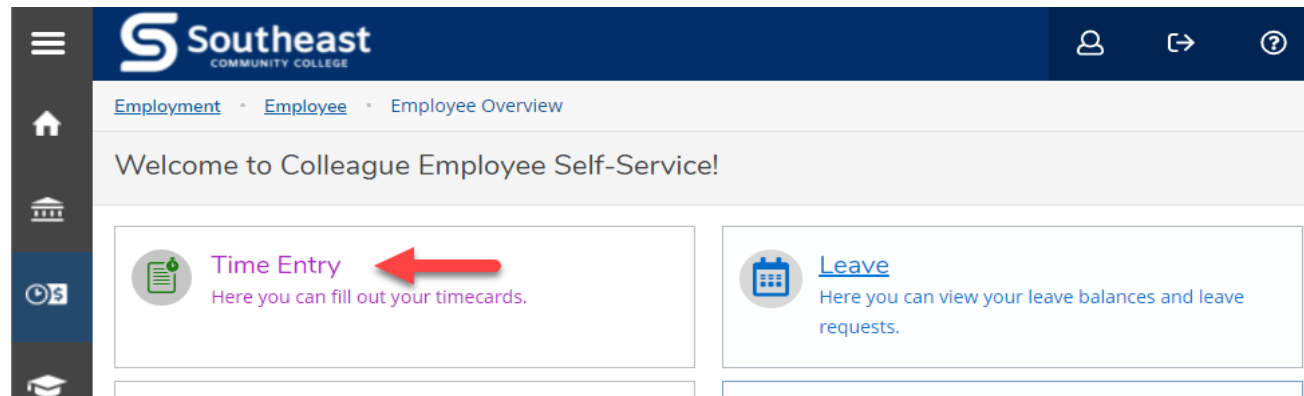 Southeast
COMMUNITY COLLEGE
Employment · Employee · Employee Overview
Welcome to Colleague Employee Self-Service!
Time Entry
Here you can fill out your timecards.
Leave
Here you can view your leave balances and leave
requests.